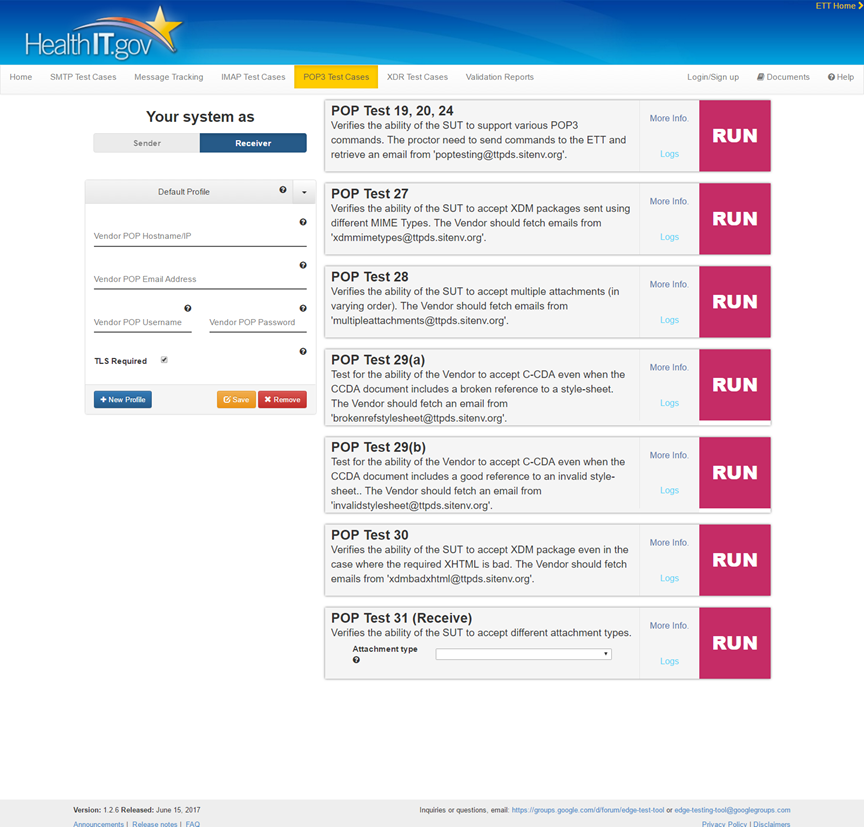 ETT Home
HealthIT.gov
Home SMTP Test Cases Message Tracking IMAP Test Cases POP3 Test Cases XDR Test Cases Validation Reports Login/Sign up Documents Help
Your system as
Sender Receiver
Default Profile
Vendor POP Hostname/IP
Vendor POP Email Address
Vendor POP Username Vendor POP Password
TLS Required
New Profile Save Remove
POP Test 19, 20, 24
Verifies the ability of the SUT to support various POP3
commands. The proctor need to send commands to the ETT and
retrieve an email from 'poptesting@ttpds.sitenv.org'.
More Info.
Logs
RUN
POP Test 27
Verifies the ability of the SUT to accept XDM packages sent using
different MIME Types. The Vendor should fetch emails from
'xdmmimetypes@ttpds.sitenv.org'.
More Info.
Logs
RUN
POP Test 28
Verifies the ability of the SUT to accept multiple attachments (in
varying order). The Vendor should fetch emails from
'multipleattachments@ttpds.sitenv.org'.
More Info.
Logs
RUN
POP Test 29(a)
Test for the ability of the Vendor to accept C-CDA even when the
CCDA document includes a broken reference to a style-sheet.
The Vendor should fetch an email from
'brokenrefstylesheet@ttpds.sitenv.org'.
More Info.
Logs
RUN
POP Test 29(b)
Test for the ability of the Vendor to accept C-CDA even when the
CCDA document includes a good reference to an invalid style-
sheet.. The Vendor should fetch an email from
'invalidstylesheet@ttpds.sitenv.org'.
More Info.
Logs
RUN
POP Test 30
Verifies the ability of the SUT to accept XDM package even in the
case where the required XHTML is bad. The Vendor should fetch
emails from 'xdmbadxhtml@ttpds.sitenv.org'.
More Info.
Logs
RUN
POP Test 31 (Receive)
Verifies the ability of the SUT to accept different attachment types.
Attachment type
More Info.
Logs
RUN
Version: 1.2.6 Released: June 15, 2017 Inquiries or questions, email: https://groups.google.com/d/forum/edge-test-tool or edge-testing-tool@googlegroups.com
Announcements | Release notes | FAQ Privacy Policy | Disclaimers